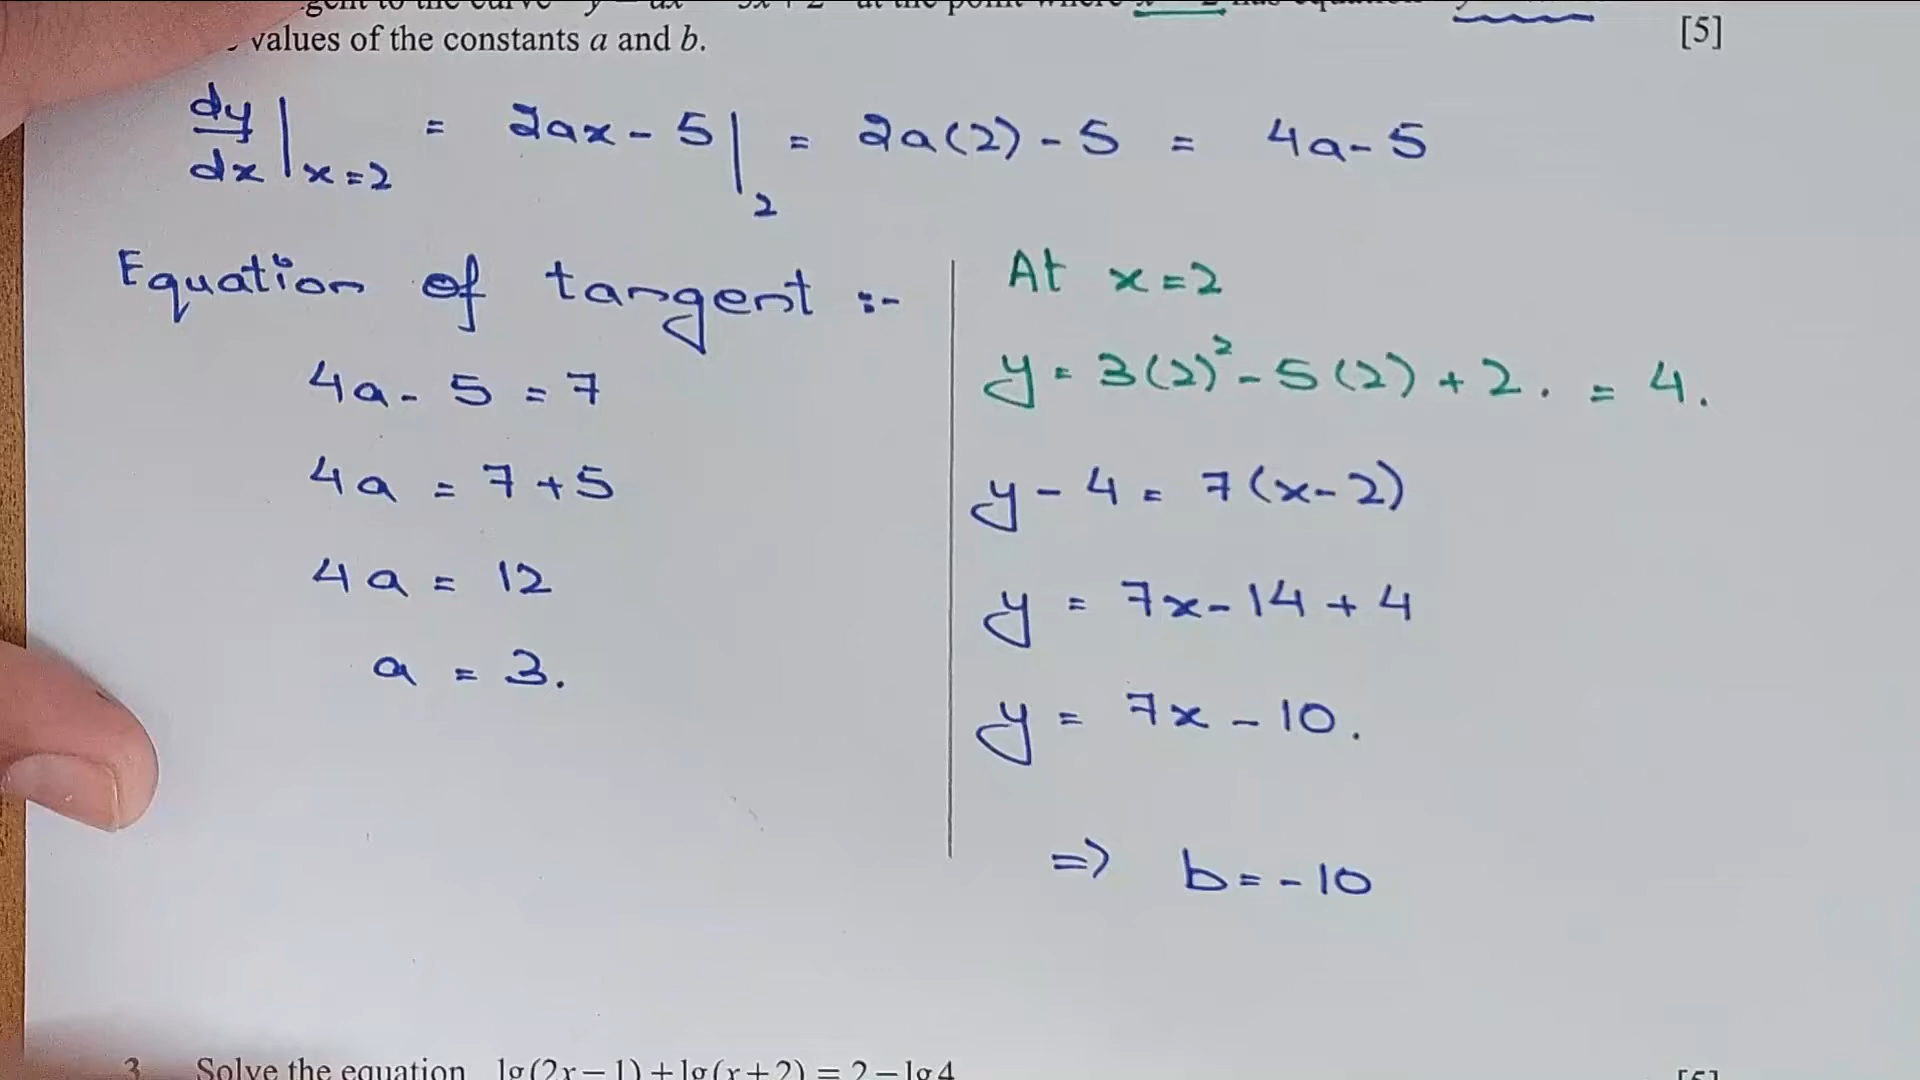 values of the constants a and b. [5]
dy/dx |x=2 = 2ax - 5 |2 = 2a(2) - 5 = 4a - 5
Equation of tangent :-
4a - 5 = 7
4a = 7 + 5
4a = 12
a = 3.
At x = 2
y = 3(2)² - 5(2) + 2. = 4.
y - 4 = 7(x - 2)
y = 7x - 14 + 4
y = 7x - 10.
=> b = -10
3 Solve the equation lg(2x − 1) + lg(x + 2) = 2 − lg4 [5]